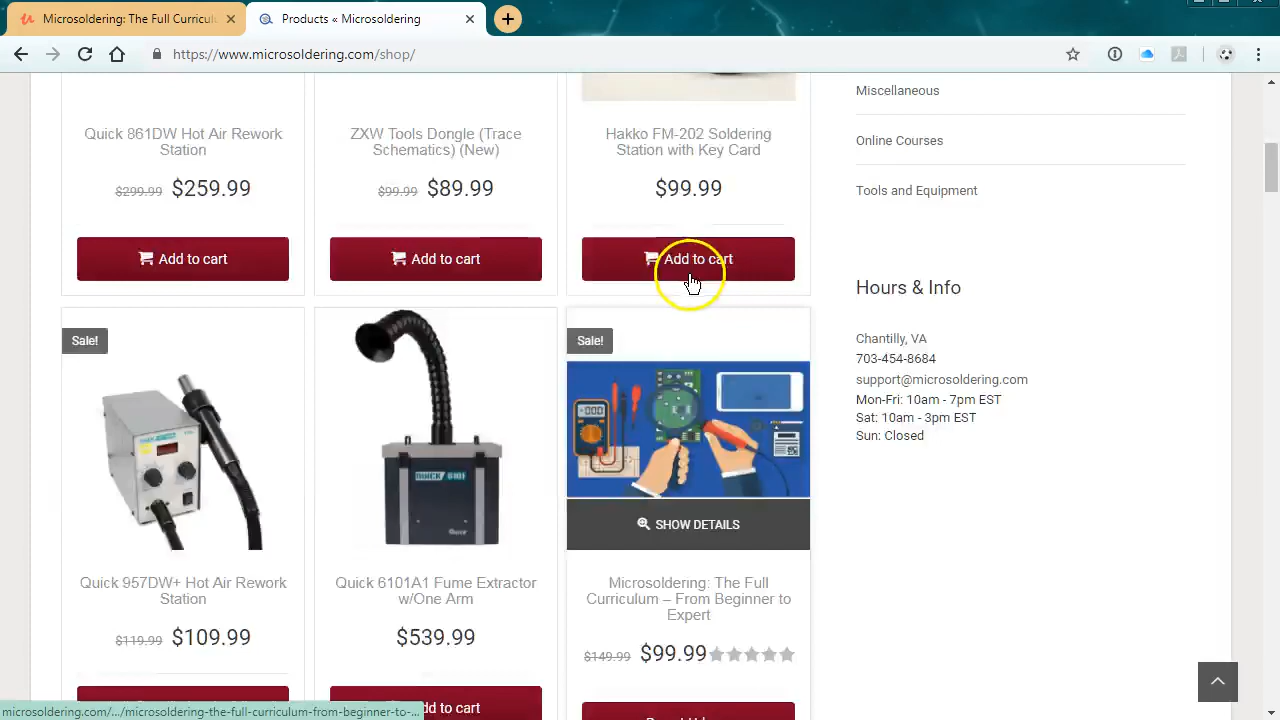 Microsoldering: The Full Curricul
Products « Microsoldering
https://www.microsoldering.com/shop/
Quick 861DW Hot Air Rework
Station
$299.99 $259.99
Add to cart
ZXW Tools Dongle (Trace
Schematics) (New)
$99.99 $89.99
Add to cart
Hakko FM-202 Soldering
Station with Key Card
$99.99
Add to cart
Miscellaneous
Online Courses
Tools and Equipment
Hours & Info
Chantilly, VA
703-454-8684
support@microsoldering.com
Mon-Fri: 10am - 7pm EST
Sat: 10am - 3pm EST
Sun: Closed
Sale!
Quick 957DW+ Hot Air Rework
Station
$119.99 $109.99
QUICK 6101
Quick 6101A1 Fume Extractor
w/One Arm
$539.99
dd to cart
Sale!
SHOW DETAILS
Microsoldering: The Full
Curriculum – From Beginner to
Expert
$149.99 $99.99
microsoldering.com/.../microsoldering-the-full-curriculum-from-beginner-to-...